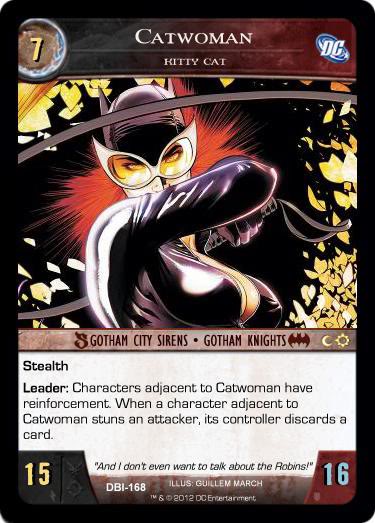 7
CATWOMAN
KITTY CAT
DC
GOTHAM CITY SIRENS • GOTHAM KNIGHTS
Stealth
Leader: Characters adjacent to Catwoman have
reinforcement. When a character adjacent to
Catwoman stuns an attacker, its controller discards a
card.
"And I don't even want to talk about the Robins!"
15
DBI-168
ILLUS: GUILLEM MARCH
16
™ & © 2012 DC Entertainment